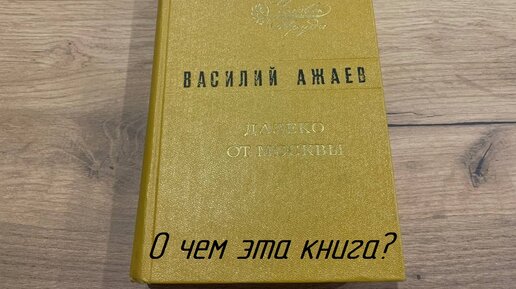 ВАСИЛИЙ АЖАЕВ
ДАЛЕКО
ОТ МОСКВЫ
О чем эта книга?